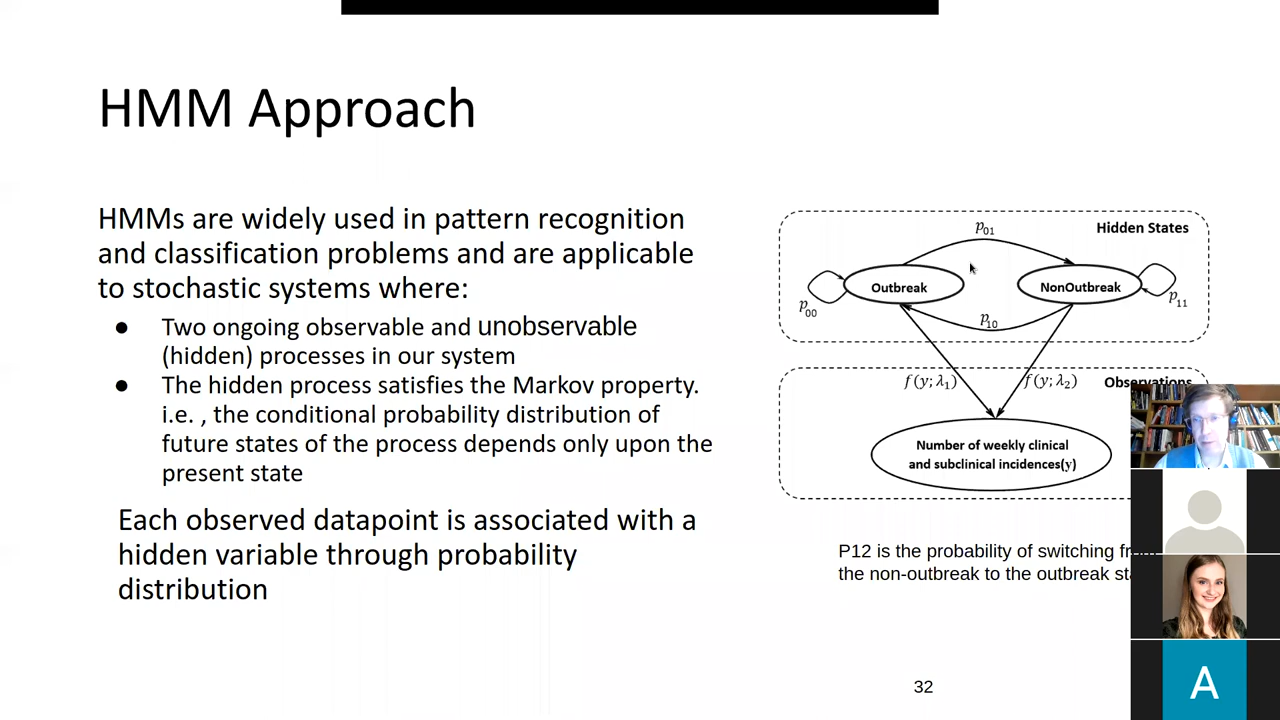 HMM Approach
HMMs are widely used in pattern recognition
and classification problems and are applicable
to stochastic systems where:
● Two ongoing observable and unobservable
(hidden) processes in our system
● The hidden process satisfies the Markov property.
i.e. , the conditional probability distribution of
future states of the process depends only upon the
present state
Each observed datapoint is associated with a
hidden variable through probability
distribution
Hidden States
p01
Outbreak
NonOutbreak
p00
p11
p10
f(y; λ1)
f(y; λ2)
Observations
Number of weekly clinical
and subclinical incidences(y)
P12 is the probability of switching
the non-outbreak to the outbreak
32
A